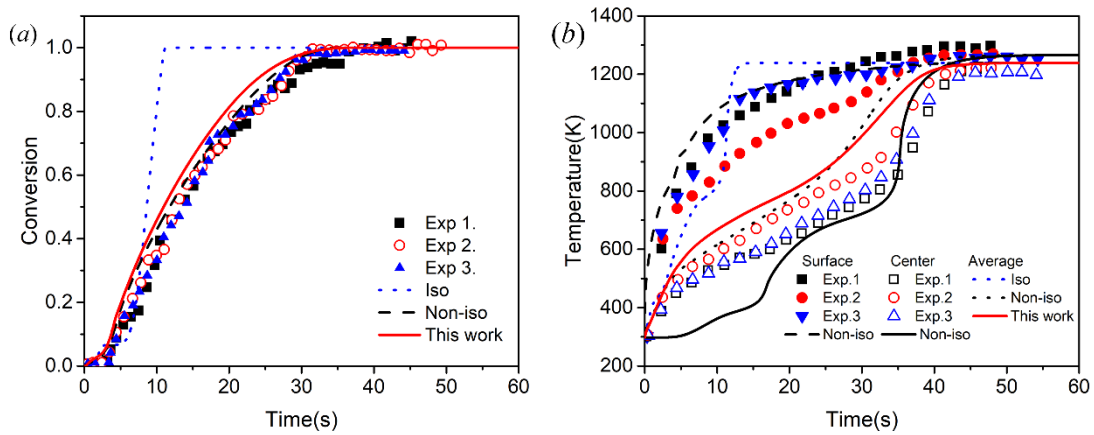 (a)
1.0
0.8
0.6
0.4
0.2
0.0
Conversion
0 10 20 30 40 50 60
Time(s)
Exp 1.
Exp 2.
Exp 3.
Iso
Non-iso
This work
(b)
1400
1200
1000
800
600
400
200
Temperature(K)
0 10 20 30 40 50 60
Time(s)
Surface Center Average
Exp.1 Exp.1 Iso
Exp.2 Exp.2 Non-iso
Exp.3 Exp.3 This work
Non-iso Non-iso